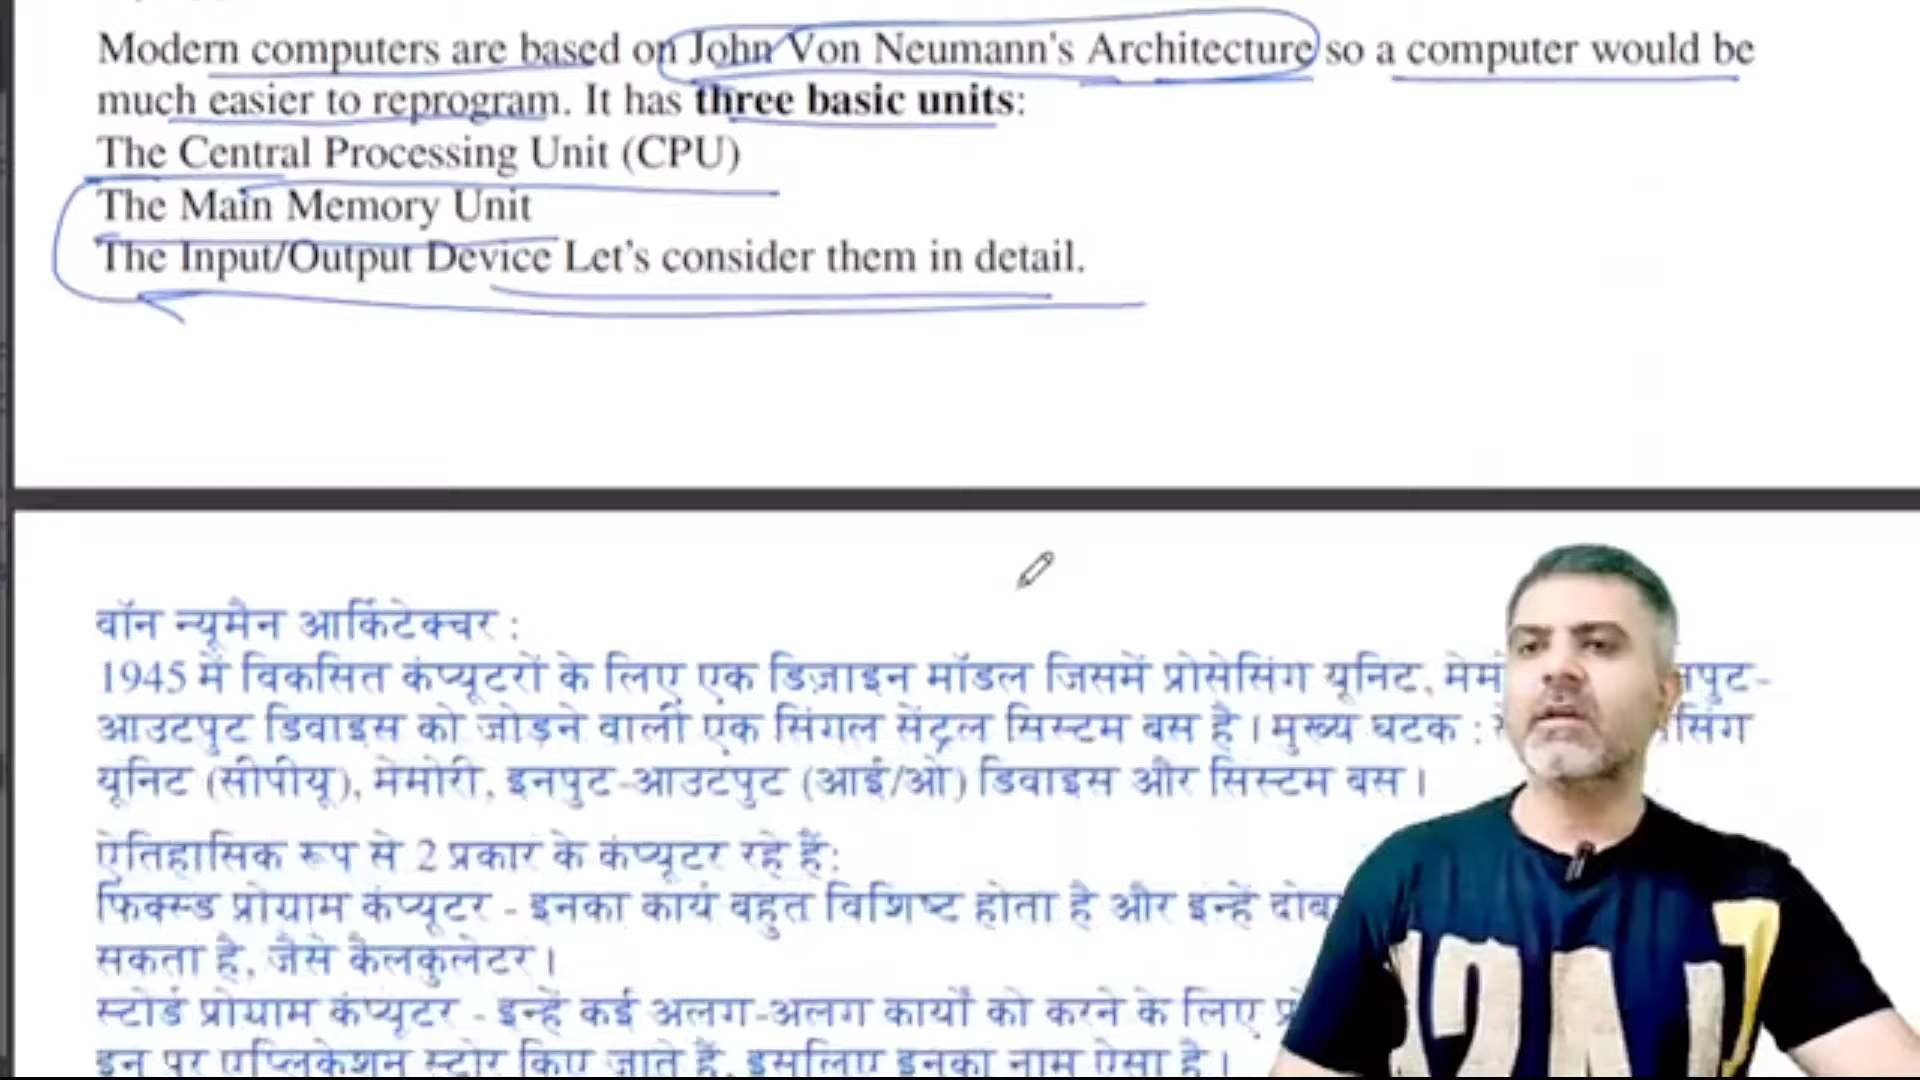 Modern computers are based on John Von Neumann's Architecture so a computer would be
much easier to reprogram. It has three basic units:
The Central Processing Unit (CPU)
The Main Memory Unit
The Input/Output Device Let's consider them in detail.
वॉन न्यूमैन आर्किटेक्चर :
1945 में विकसित कंप्यूटरों के लिए एक डिज़ाइन मॉडल जिसमें प्रोसेसिंग यूनिट,
आउटपुट डिवाइस को जोड़ने वाली एक सिंगल सेंट्रल सिस्टम बस है। मुख्य घटक :
यूनिट (सीपीयू), मेमोरी, इनपुट-आउटपुट (आई/ओ) डिवाइस और सिस्टम बस।
ऐतिहासिक रूप से 2 प्रकार के कंप्यूटर रहे हैं:
फिक्स्ड प्रोग्राम कंप्यूटर - इनका कार्य बहुत विशिष्ट होता है और इन्हें
सकता है, जैसे कैलकुलेटर।
स्टोर्ड प्रोग्राम कंप्यूटर - इन्हें कई अलग-अलग कार्यों को करने के लिए
इन पर एप्लिकेशन स्टोर किए जाते हैं, इसलिए इनका नाम ऐसा है।